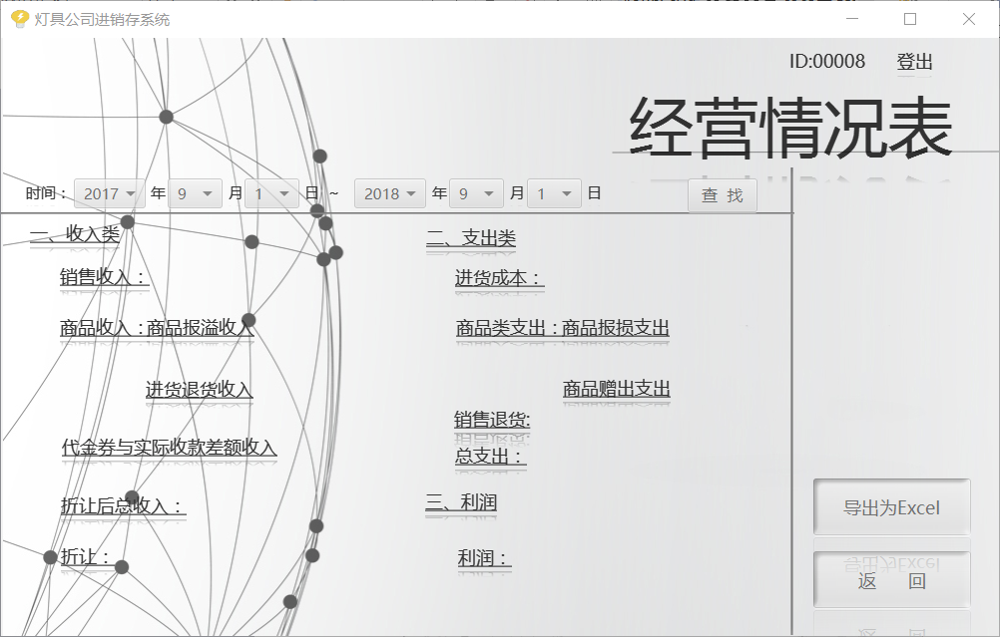 灯具公司进销存系统
ID:00008 登出
经营情况表
时间： 2017 年 9 月 1 日 ~ 2018 年 9 月 1 日 查 找
一、收入类
销售收入：
商品收入：商品报溢收入
进货退货收入
代金券与实际收款差额收入
折让后总收入：
折让：
二、支出类
进货成本：
商品类支出：商品报损支出
商品赠出支出
销售退货:
总支出：
三、利润
利润：
导出为Excel
返 回